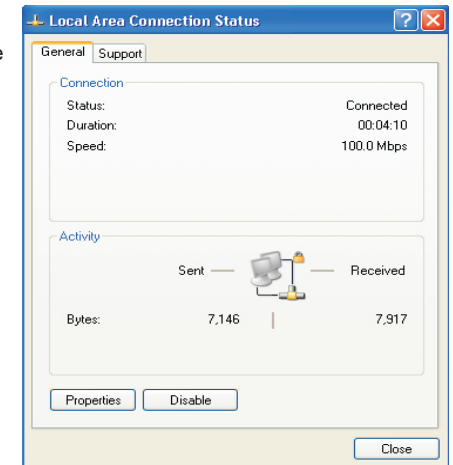 Local Area Connection Status
e
General Support
Connection
Status: Connected
Duration: 00:04:10
Speed: 100.0 Mbps
Activity
Sent Received
Bytes: 7,146 7,917
Properties Disable
Close